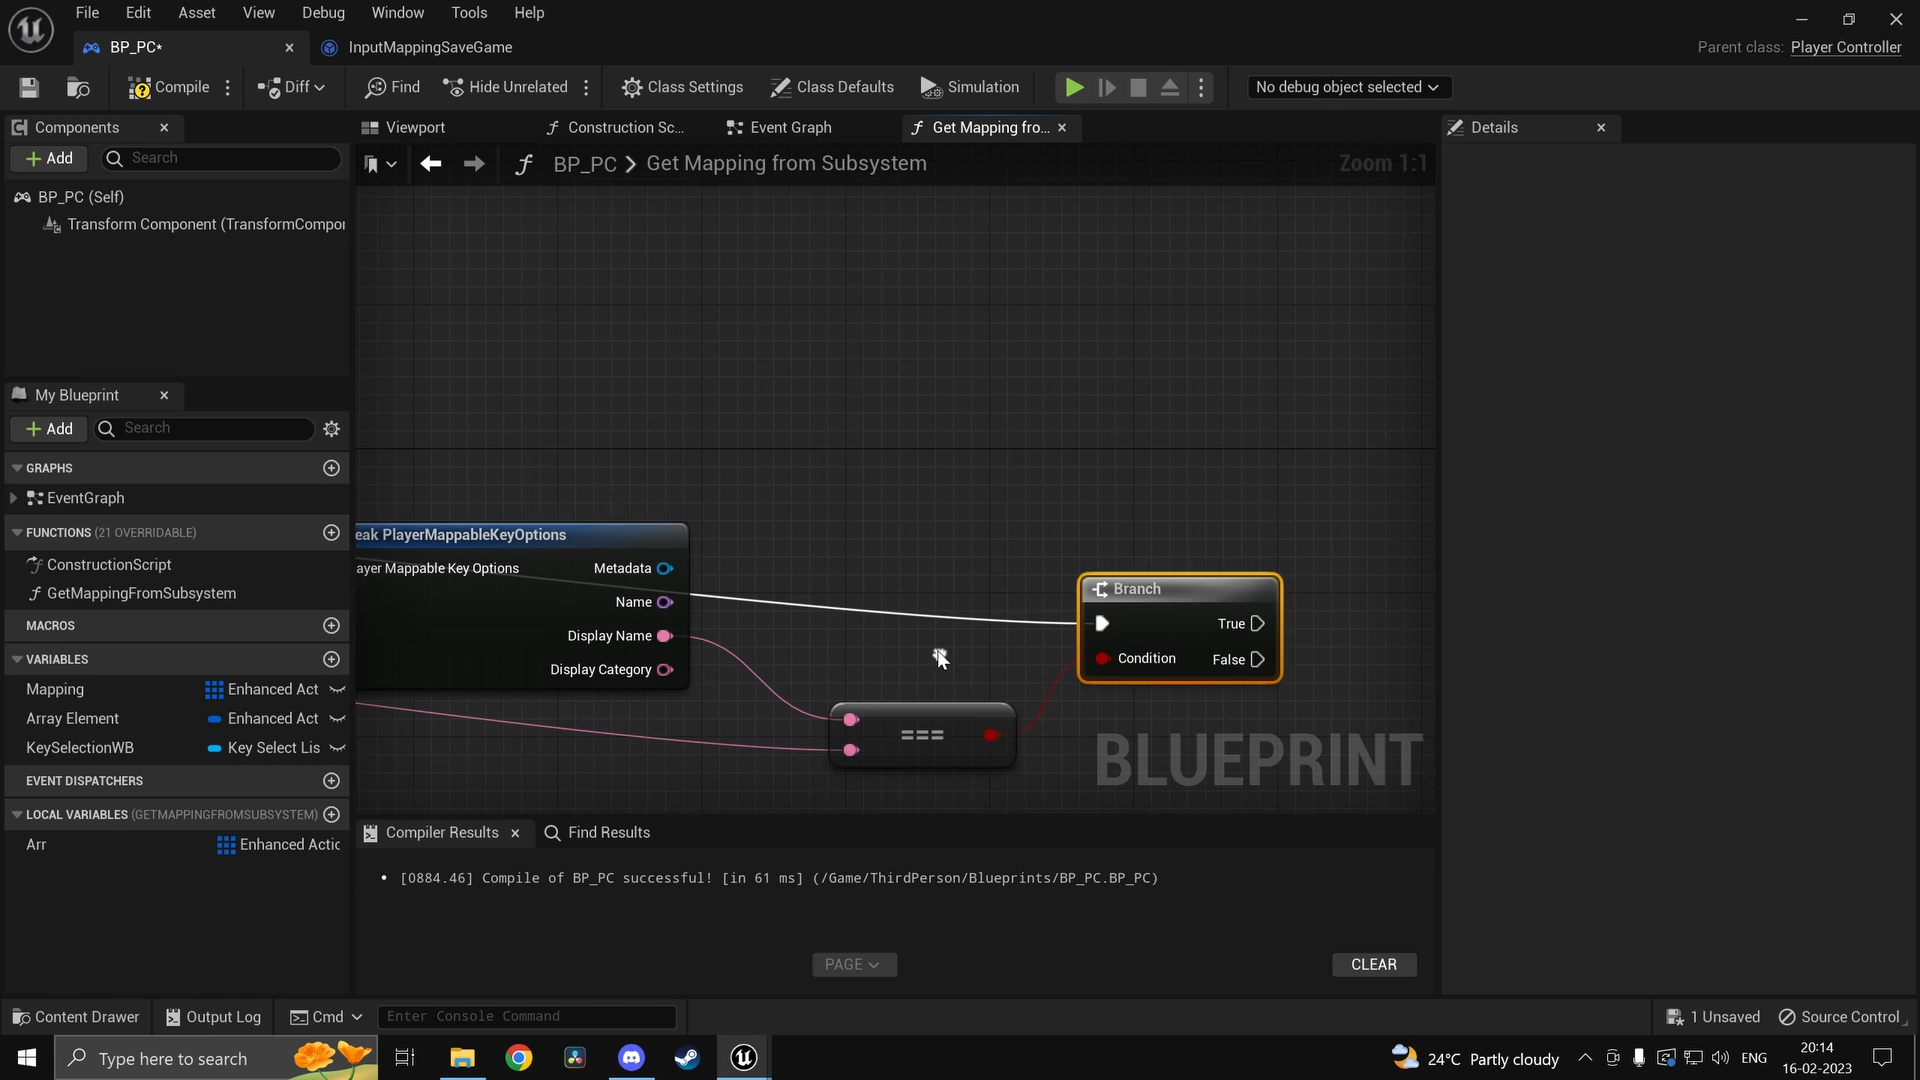 File Edit Asset View Debug Window Tools Help
BP_PC* InputMappingSaveGame Parent class: Player Controller
Compile Diff Find Hide Unrelated Class Settings Class Defaults Simulation No debug object selected
Components Viewport Construction Sc... Event Graph Get Mapping fro... Details
Add Search BP_PC Get Mapping from Subsystem Zoom 1:1
BP_PC (Self)
Transform Component (TransformCompor
My Blueprint
Add Search
GRAPHS
EventGraph
FUNCTIONS (21 OVERRIDABLE)
ConstructionScript
GetMappingFromSubsystem
MACROS
VARIABLES
Mapping Enhanced Act
Array Element Enhanced Act
KeySelectionWB Key Select Lis
EVENT DISPATCHERS
LOCAL VARIABLES (GETMAPPINGFROMSUBSYSTEM)
Arr Enhanced Actic
eak PlayerMappableKeyOptions
ayer Mappable Key Options Metadata
Name
Display Name
Display Category
===
Branch
True
Condition False
BLUEPRINT
Compiler Results Find Results
• [0884.46] Compile of BP_PC successful! [in 61 ms] (/Game/ThirdPerson/Blueprints/BP_PC.BP_PC)
PAGE CLEAR
Content Drawer Output Log Cmd Enter Console Command 1 Unsaved Source Control
Type here to search 24°C Partly cloudy ENG 20:14
16-02-2023